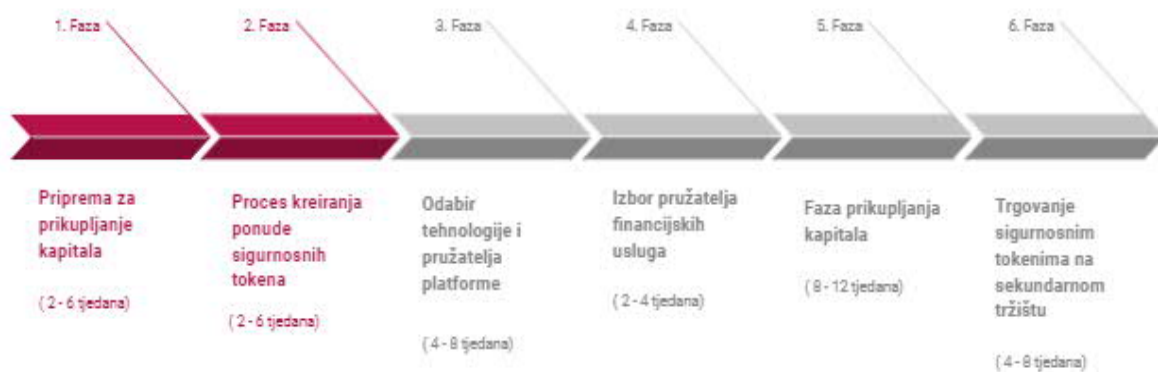 1. Faza
2. Faza
3. Faza
4. Faza
5. Faza
6. Faza
Priprema za
prikupljanje
kapitala
( 2 - 6 tjedana)
Proces kreiranja
ponude
sigurnosnih
tokena
( 2 - 6 tjedana)
Odabir
tehnologije i
pružatelja
platforme
( 4 - 8 tjedana)
Izbor pružatelja
financijskih
usluga
( 2 - 4 tjedana)
Faza prikupljanja
kapitala
( 8 - 12 tjedana)
Trgovanje
sigurnosnim
tokenima na
sekundarnom
tržištu
( 4 - 8 tjedana)